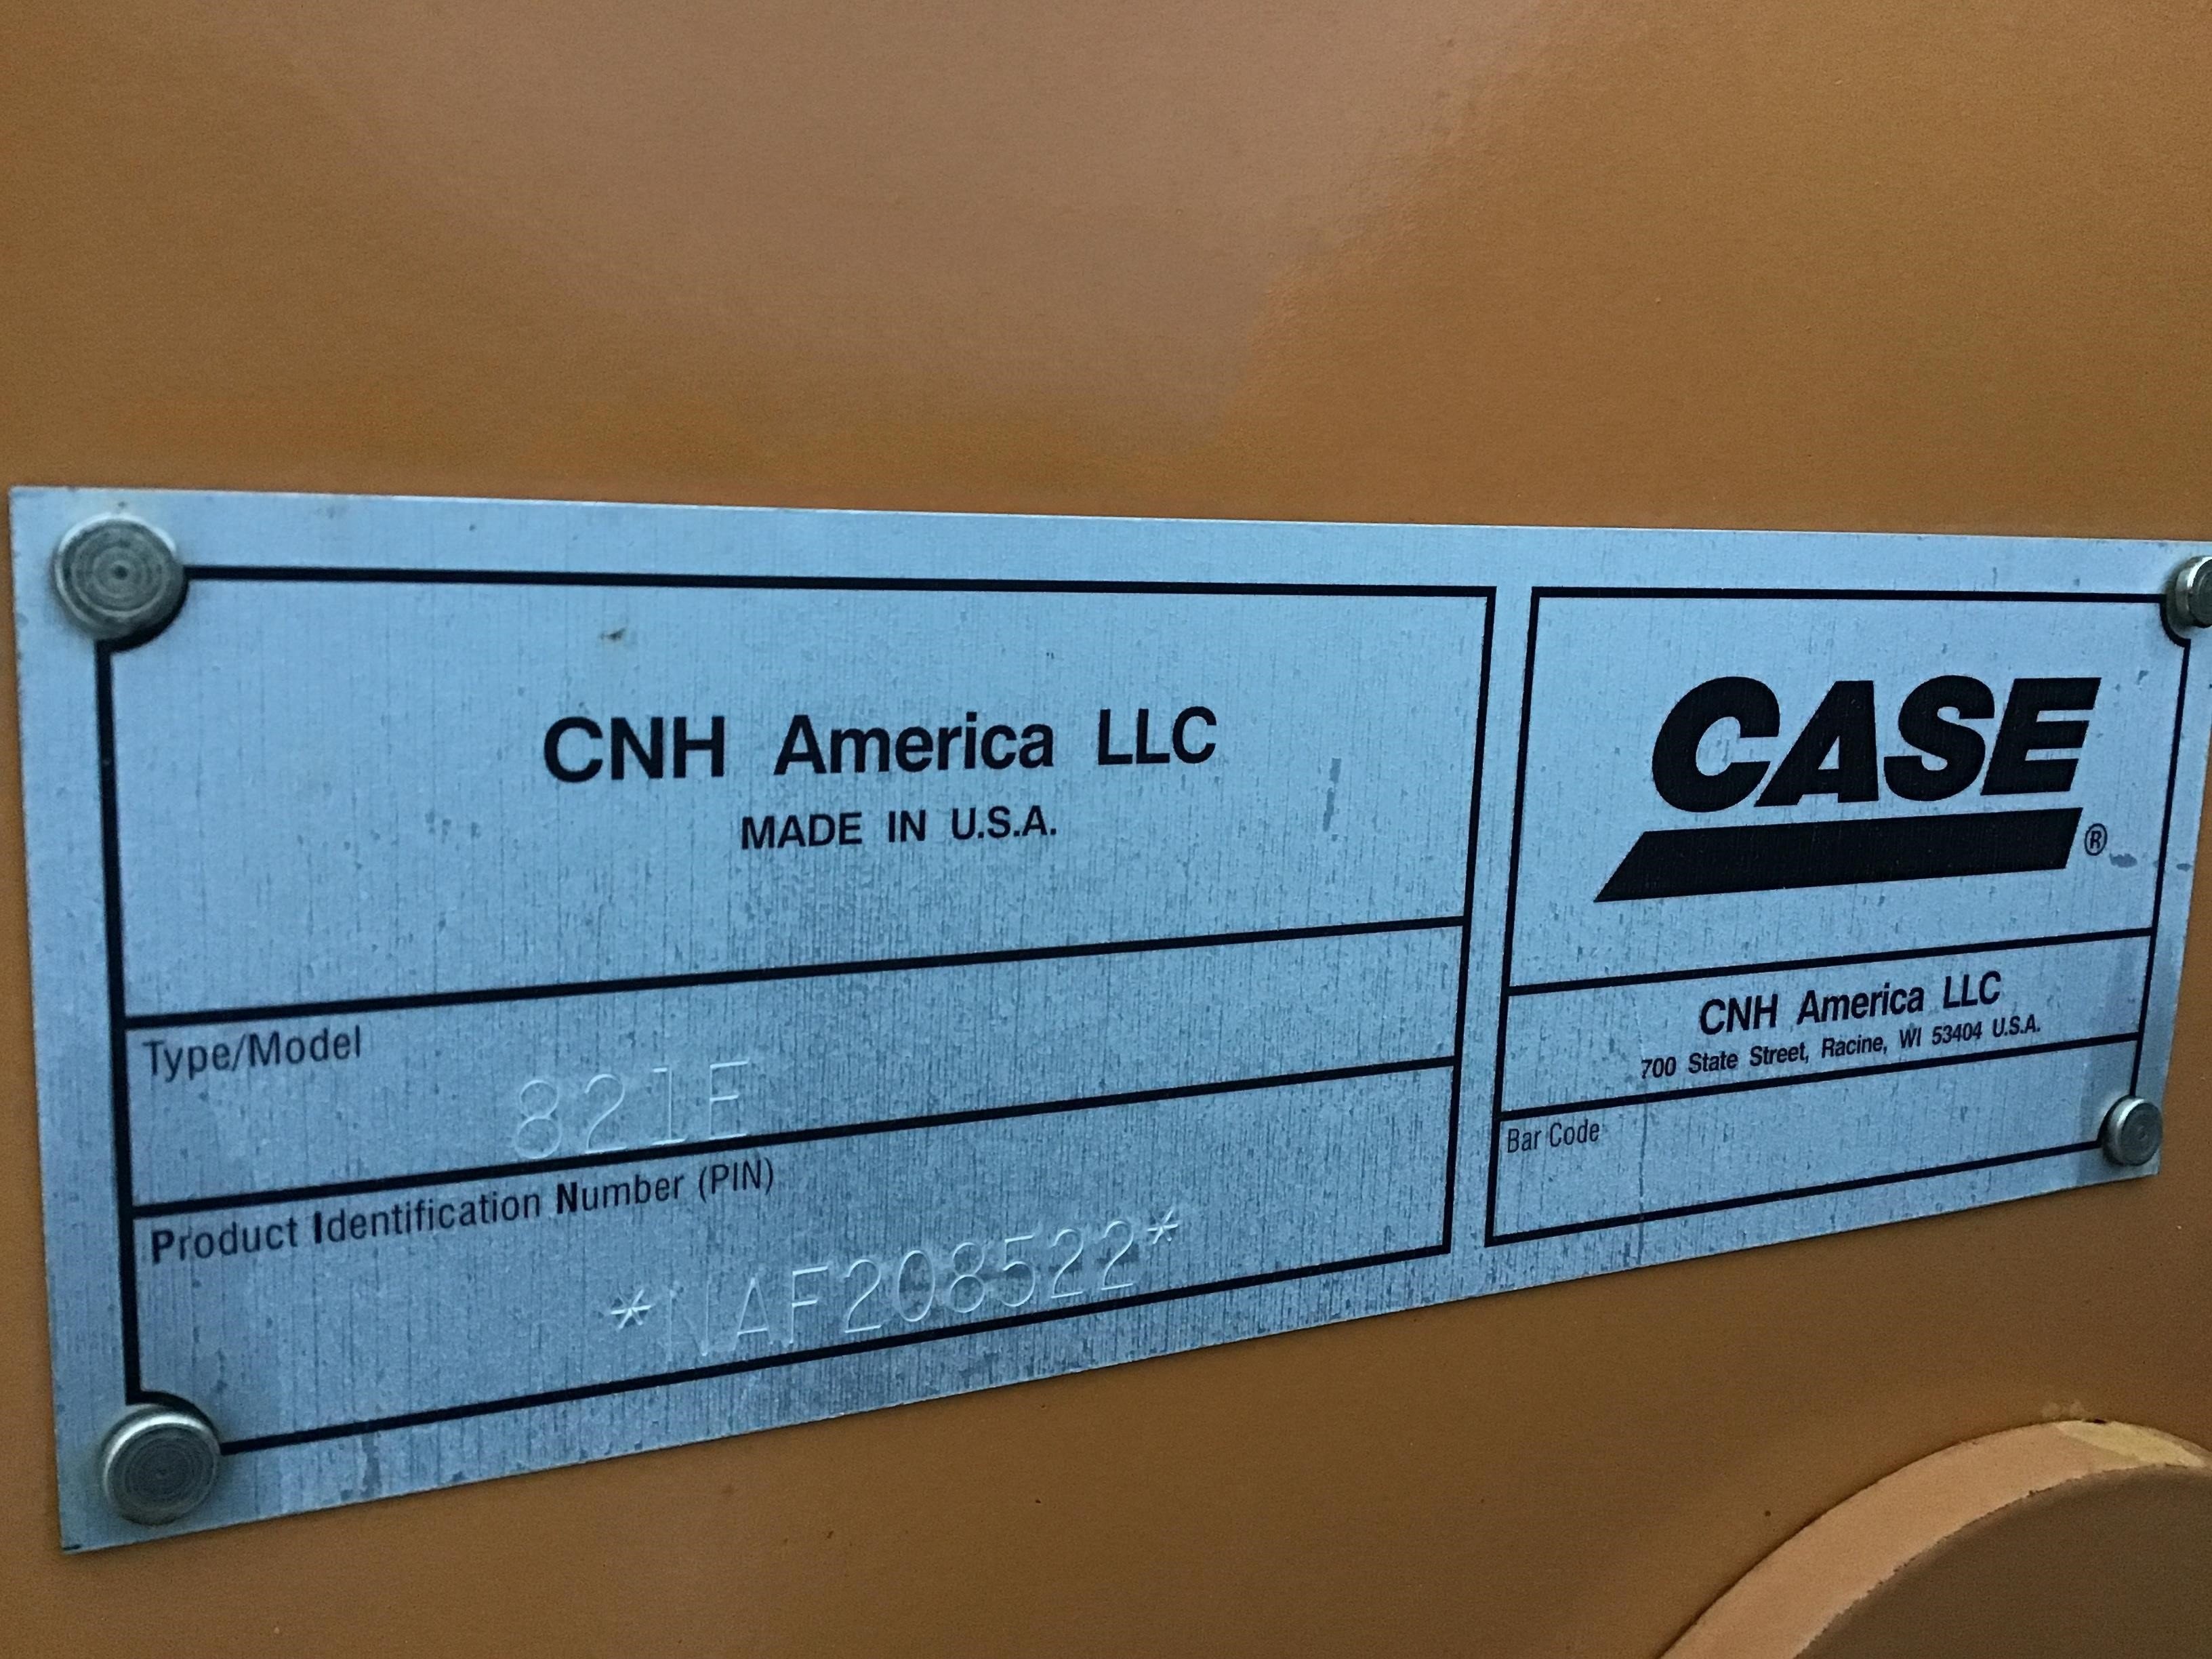 CNH America LLC
MADE IN U.S.A.
Type/Model
821E
Product Identification Number (PIN)
*NAF208522*
CASE®
CNH America LLC
700 State Street, Racine, WI 53404 U.S.A.
Bar Code